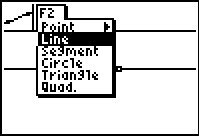 F2
Point
Line
Segment
Circle
Triangle
Quad.